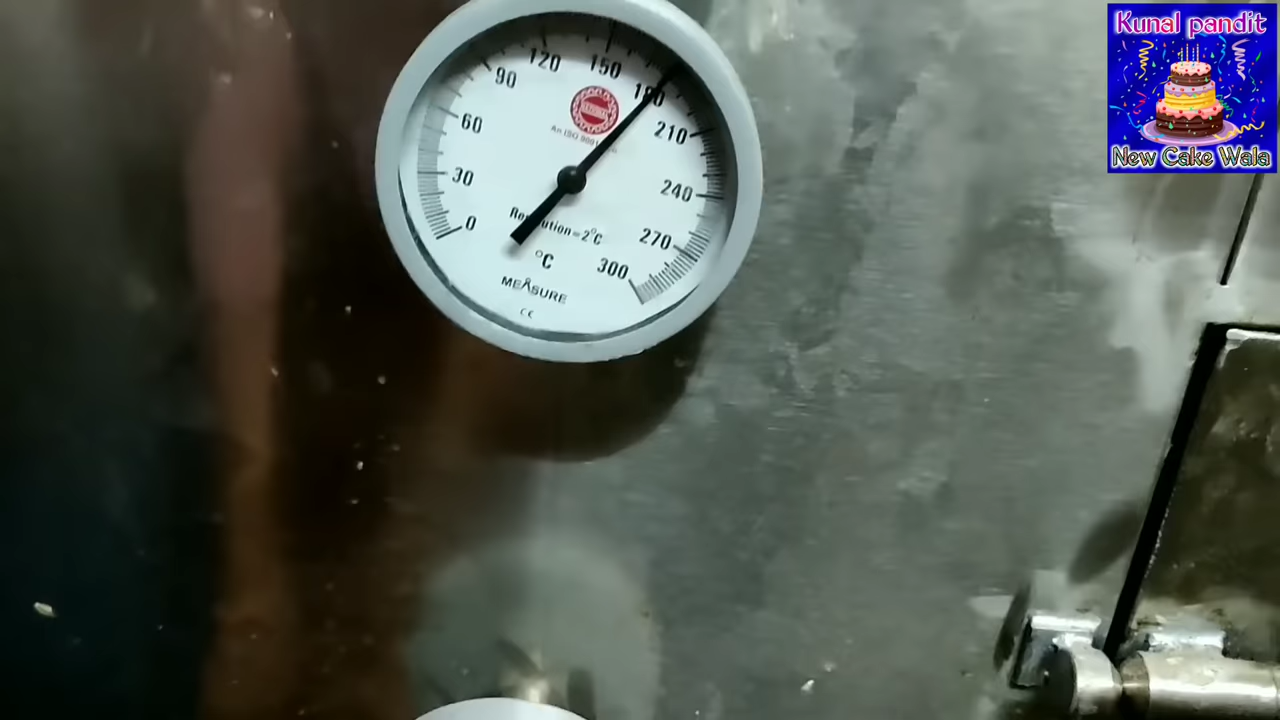 0
30
60
90
120
150
180
210
240
270
300
Resolution = 2°C
°C
MEASURE
CE
Kunal pandit
New Cake Wala